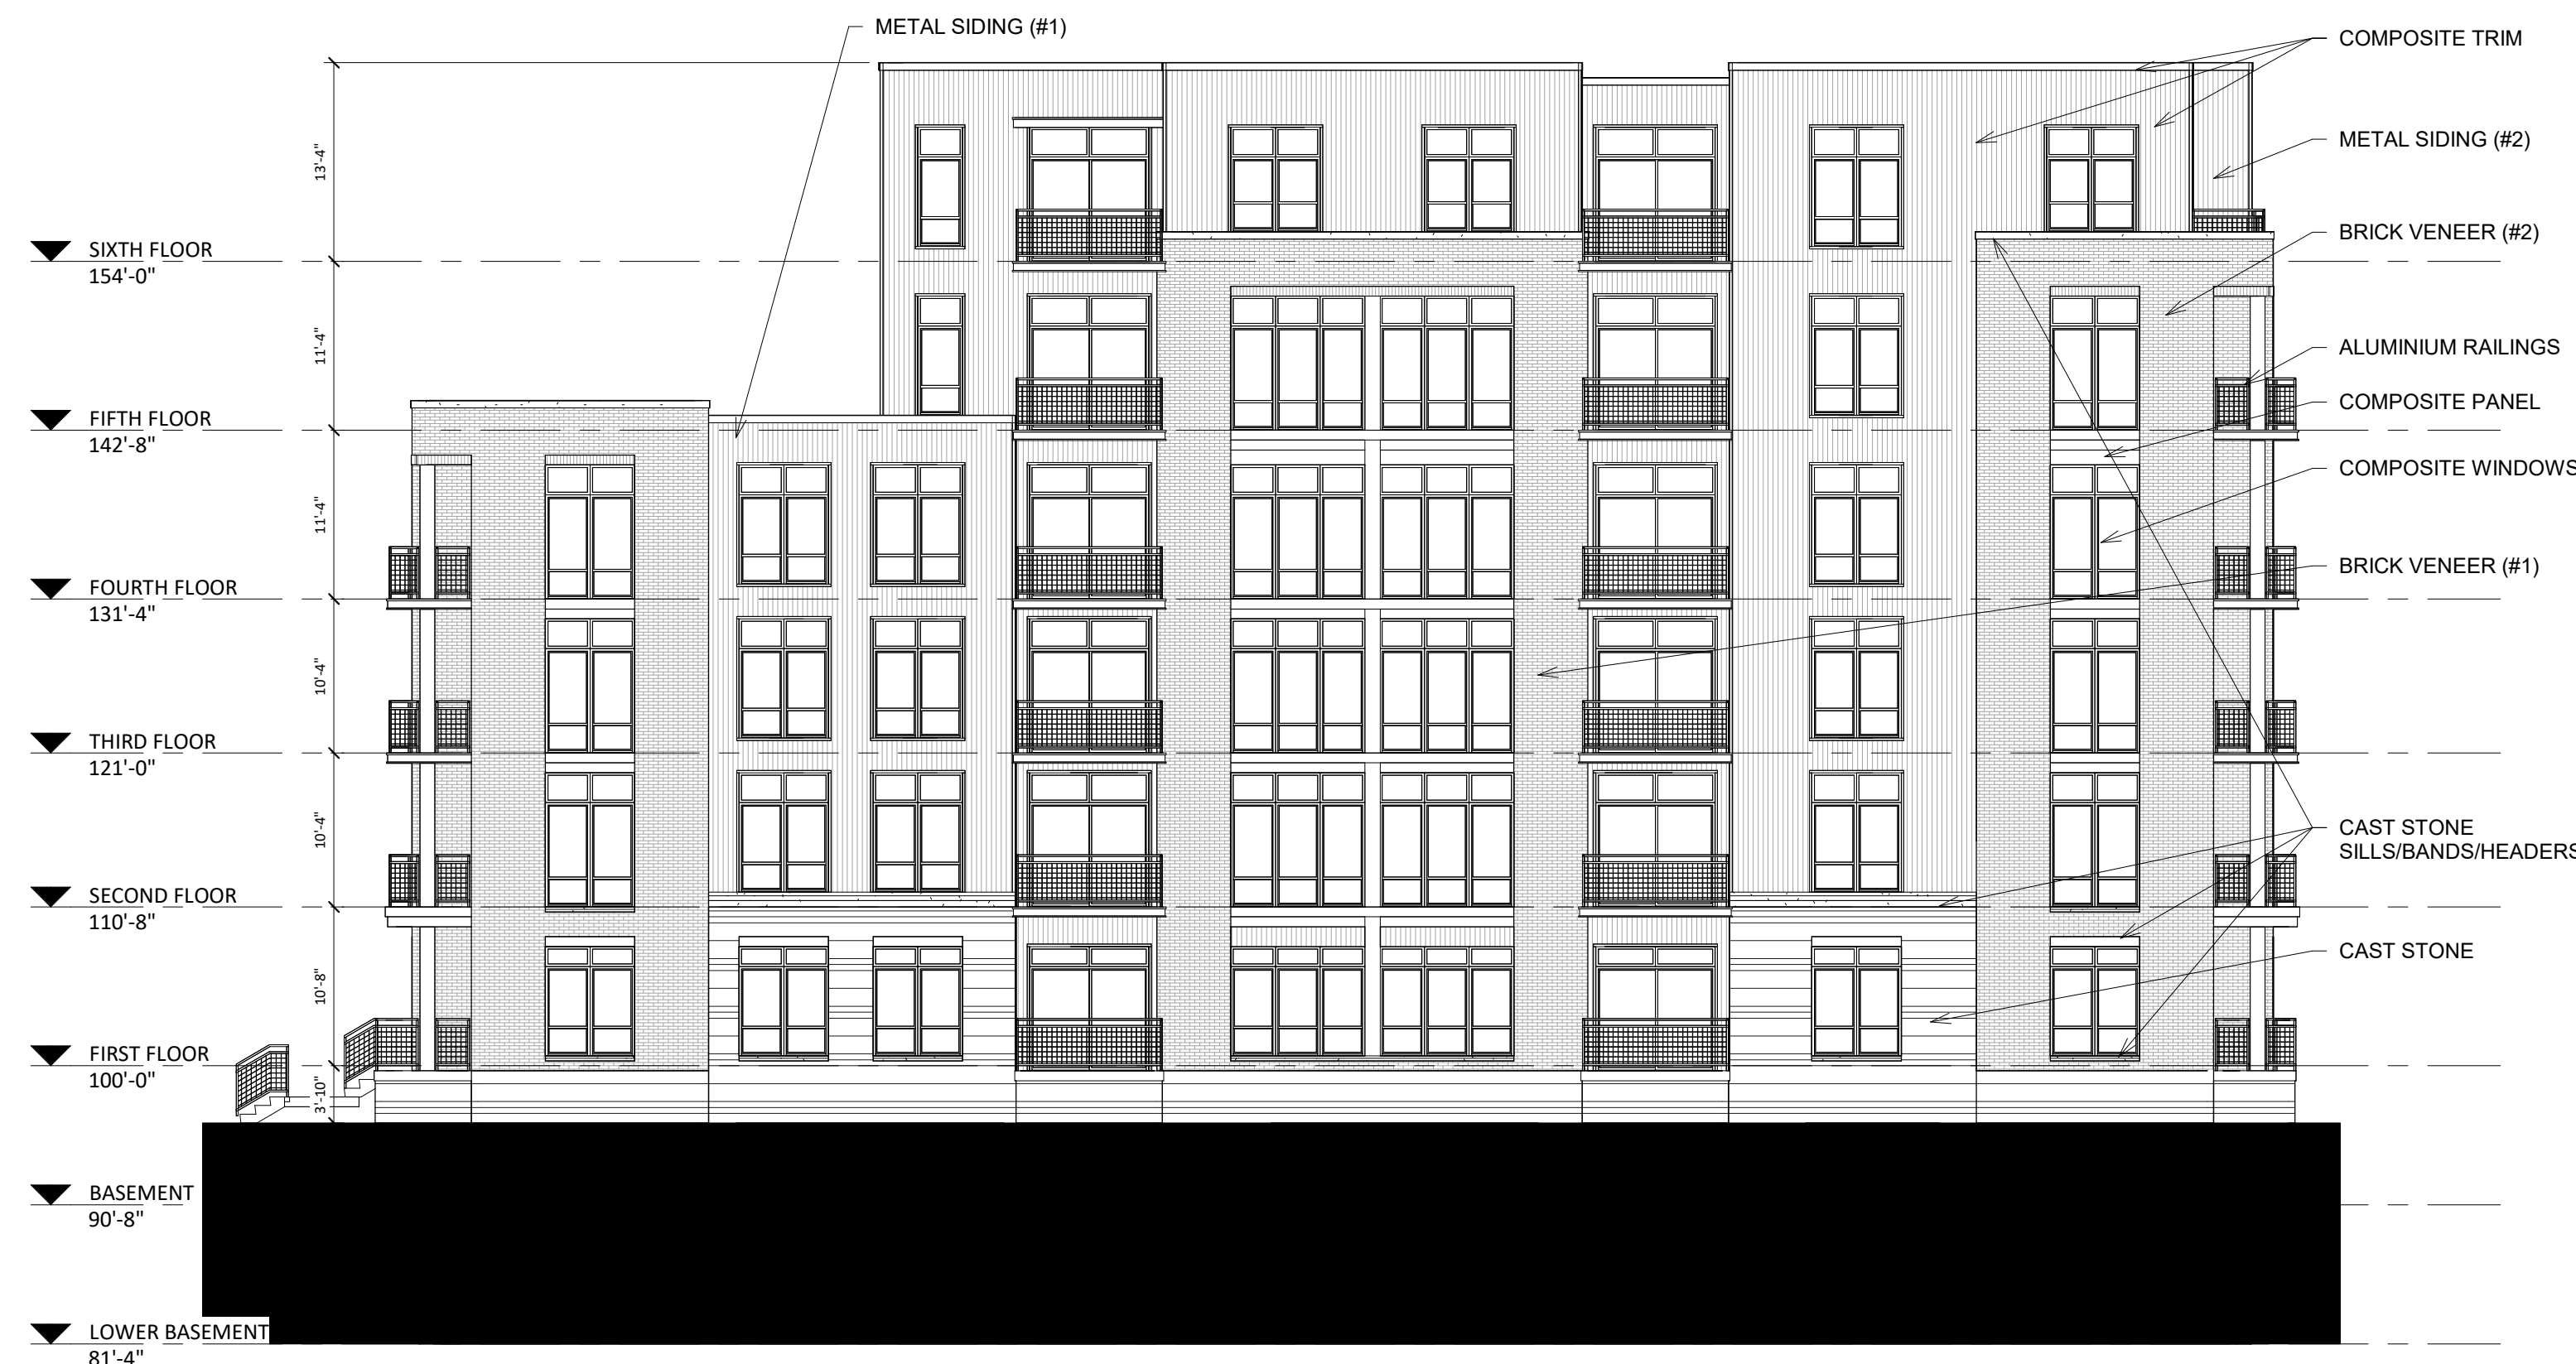 METAL SIDING (#1)
COMPOSITE TRIM
METAL SIDING (#2)
BRICK VENEER (#2)
ALUMINIUM RAILINGS
COMPOSITE PANEL
COMPOSITE WINDOWS
BRICK VENEER (#1)
CAST STONE
SILLS/BANDS/HEADERS
CAST STONE
13'-4"
SIXTH FLOOR
154'-0"
11'-4"
FIFTH FLOOR
142'-8"
11'-4"
FOURTH FLOOR
131'-4"
10'-4"
THIRD FLOOR
121'-0"
10'-4"
SECOND FLOOR
110'-8"
10'-8"
FIRST FLOOR
100'-0"
3'-10"
BASEMENT
90'-8"
LOWER BASEMENT
81'-4"